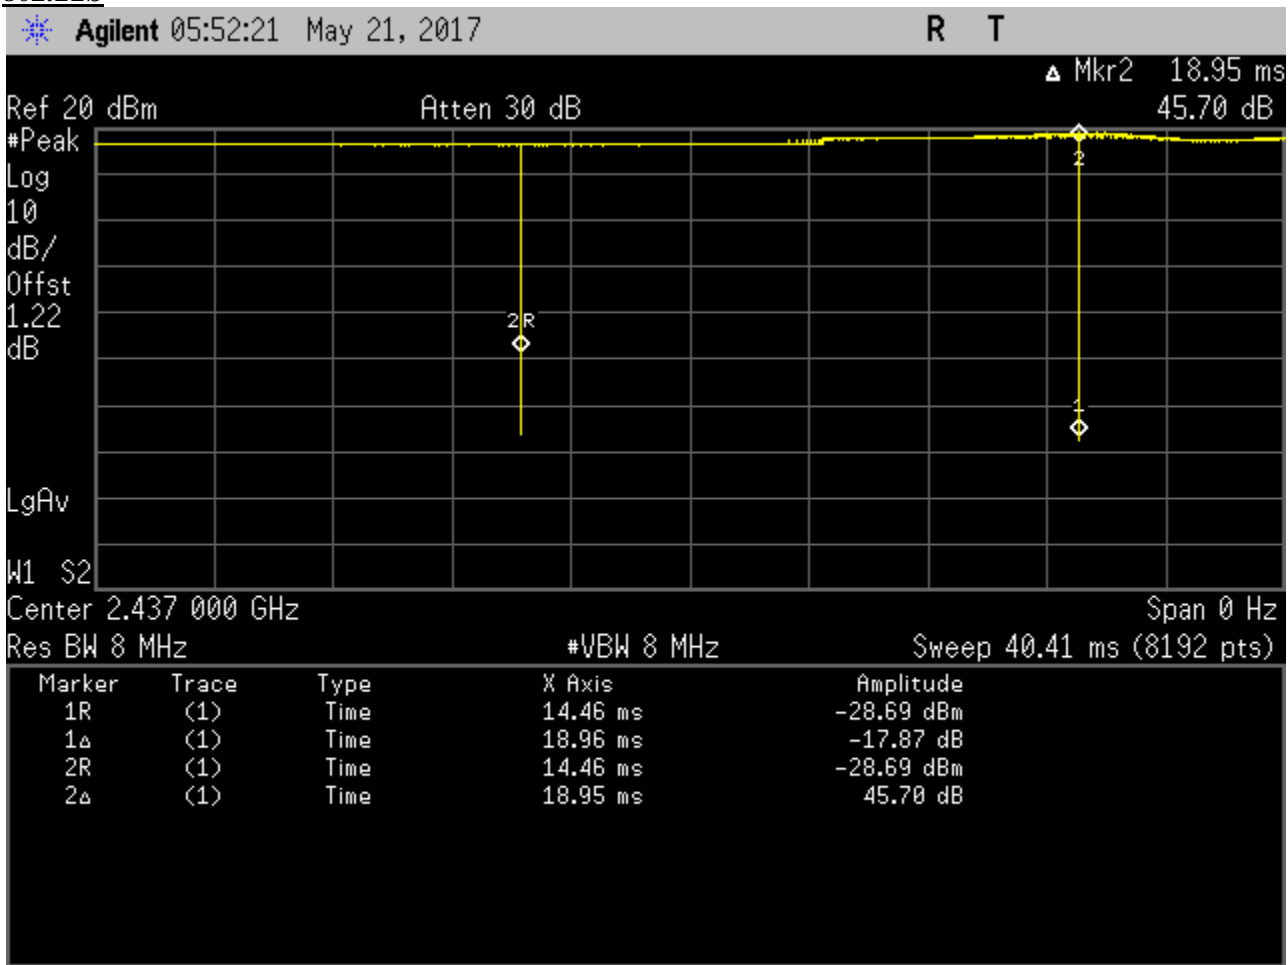 Agilent 05:52:21 May 21, 2017 R T
Δ Mkr2 18.95 ms
Ref 20 dBm Atten 30 dB 45.70 dB
#Peak
Log
10
dB/
Offst
1.22
dB
2R
2
1
LgAv
W1 S2
Center 2.437 000 GHz Span 0 Hz
Res BW 8 MHz #VBW 8 MHz Sweep 40.41 ms (8192 pts)
Marker Trace Type X Axis Amplitude
1R (1) Time 14.46 ms -28.69 dBm
1Δ (1) Time 18.96 ms -17.87 dB
2R (1) Time 14.46 ms -28.69 dBm
2Δ (1) Time 18.95 ms 45.70 dB